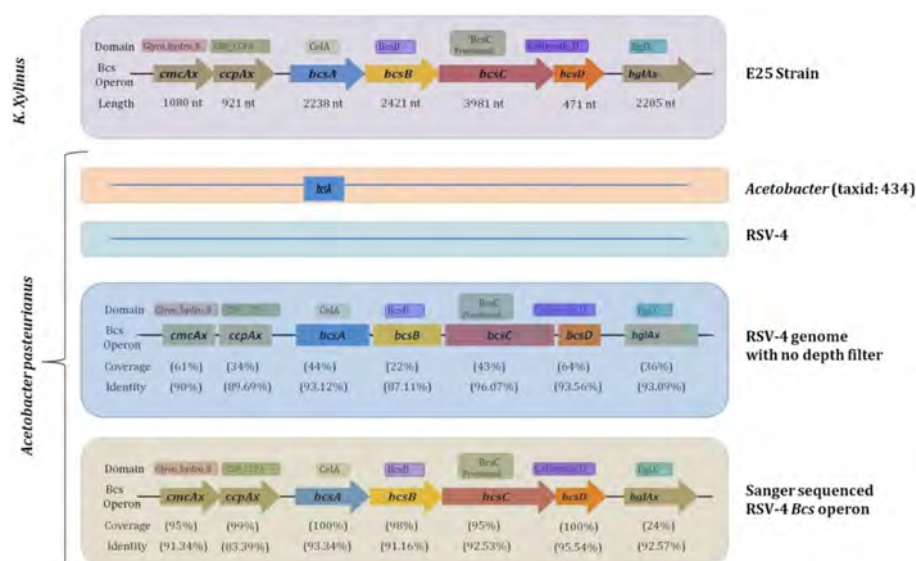 K. Xylinus
Domain Glyco_hydro_8 CelA BcsB BcsC Cellsynth_D bglX
Bcs Operon cmcAx ccpAx bcsA bcsB bcsC bcsD bglAx
Length 1080 nt 921 nt 2238 nt 2421 nt 3981 nt 471 nt 2205 nt
E25 Strain
Acetobacter pasteurianus
bcsA
Acetobacter (taxid: 434)
RSV-4
Domain Glyco_hydro_8 CelA BcsB BcsC Cellsynth_D BglX
Bcs Operon cmcAx ccpAx bcsA bcsB bcsC bcsD bglAx
Coverage (61%) (34%) (44%) (22%) (43%) (64%) (36%)
Identity (90%) (89.69%) (93.12%) (87.11%) (96.07%) (93.56%) (93.09%)
RSV-4 genome
with no depth filter
Domain Glyco_hydro_8 CelA BcsB BcsC Cellsynth_D BglX
Bcs Operon cmcAx ccpAx bcsA bcsB bcsC bcsD bglAx
Coverage (95%) (99%) (100%) (98%) (95%) (100%) (24%)
Identity (91.34%) (83.39%) (93.34%) (91.16%) (92.53%) (95.54%) (92.57%)
Sanger sequenced
RSV-4 Bcs operon